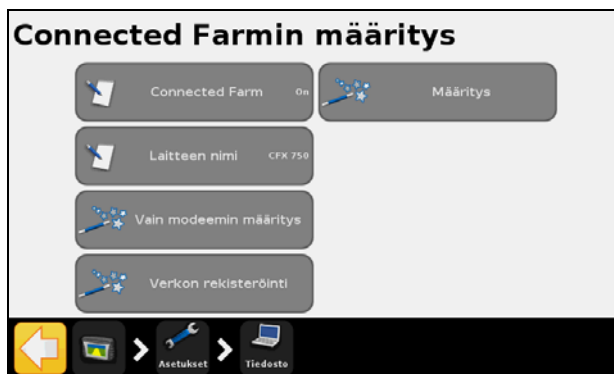 Connected Farmin määritys
Connected Farm On
Määritys
Laitteen nimi CFX 750
Vain modeemin määritys
Verkon rekisteröinti
Asetukset
Tiedosto